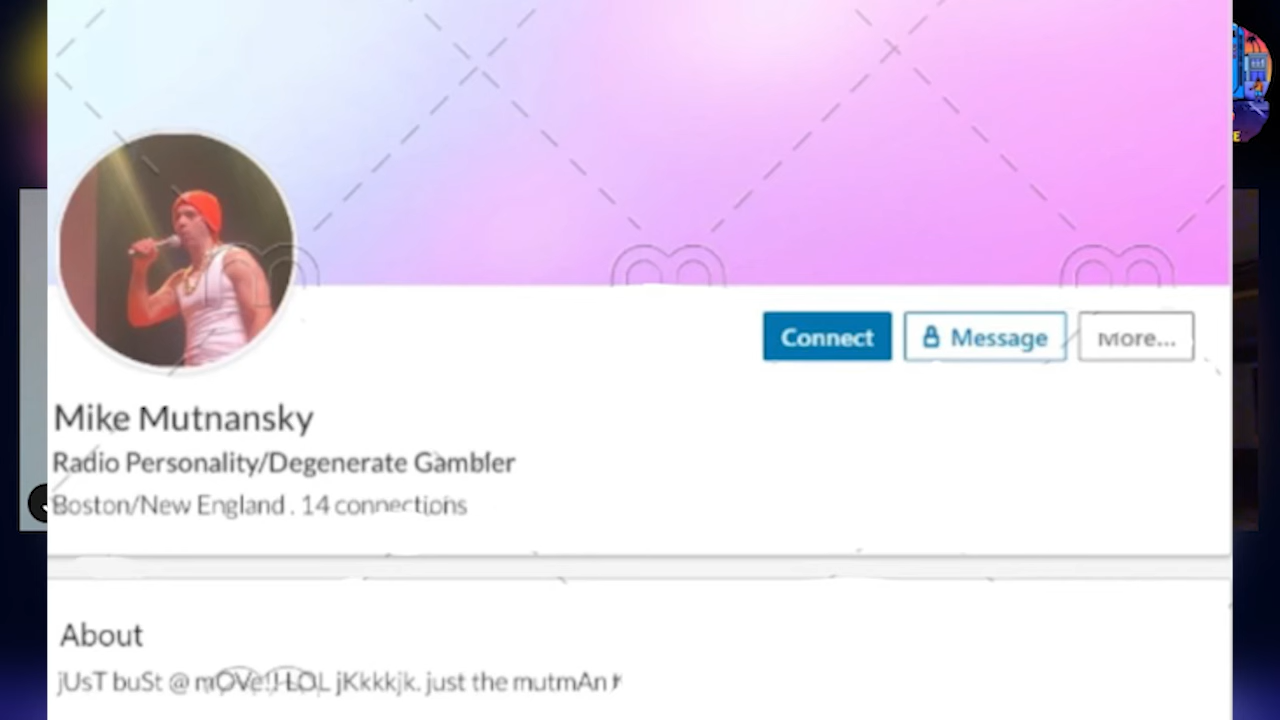 Connect
Message
More...
Mike Mutnansky
Radio Personality/Degenerate Gambler
Boston/New England . 14 connections
About
jUsT buSt @ mOVe!! LOL jKkkkjk. just the mutmAn